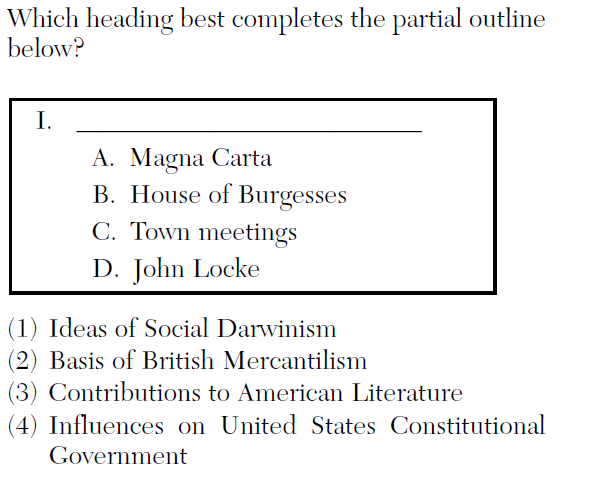 Which heading best completes the partial outline
below?
I.
A. Magna Carta
B. House of Burgesses
C. Town meetings
D. John Locke
(1) Ideas of Social Darwinism
(2) Basis of British Mercantilism
(3) Contributions to American Literature
(4) Influences on United States Constitutional
Government